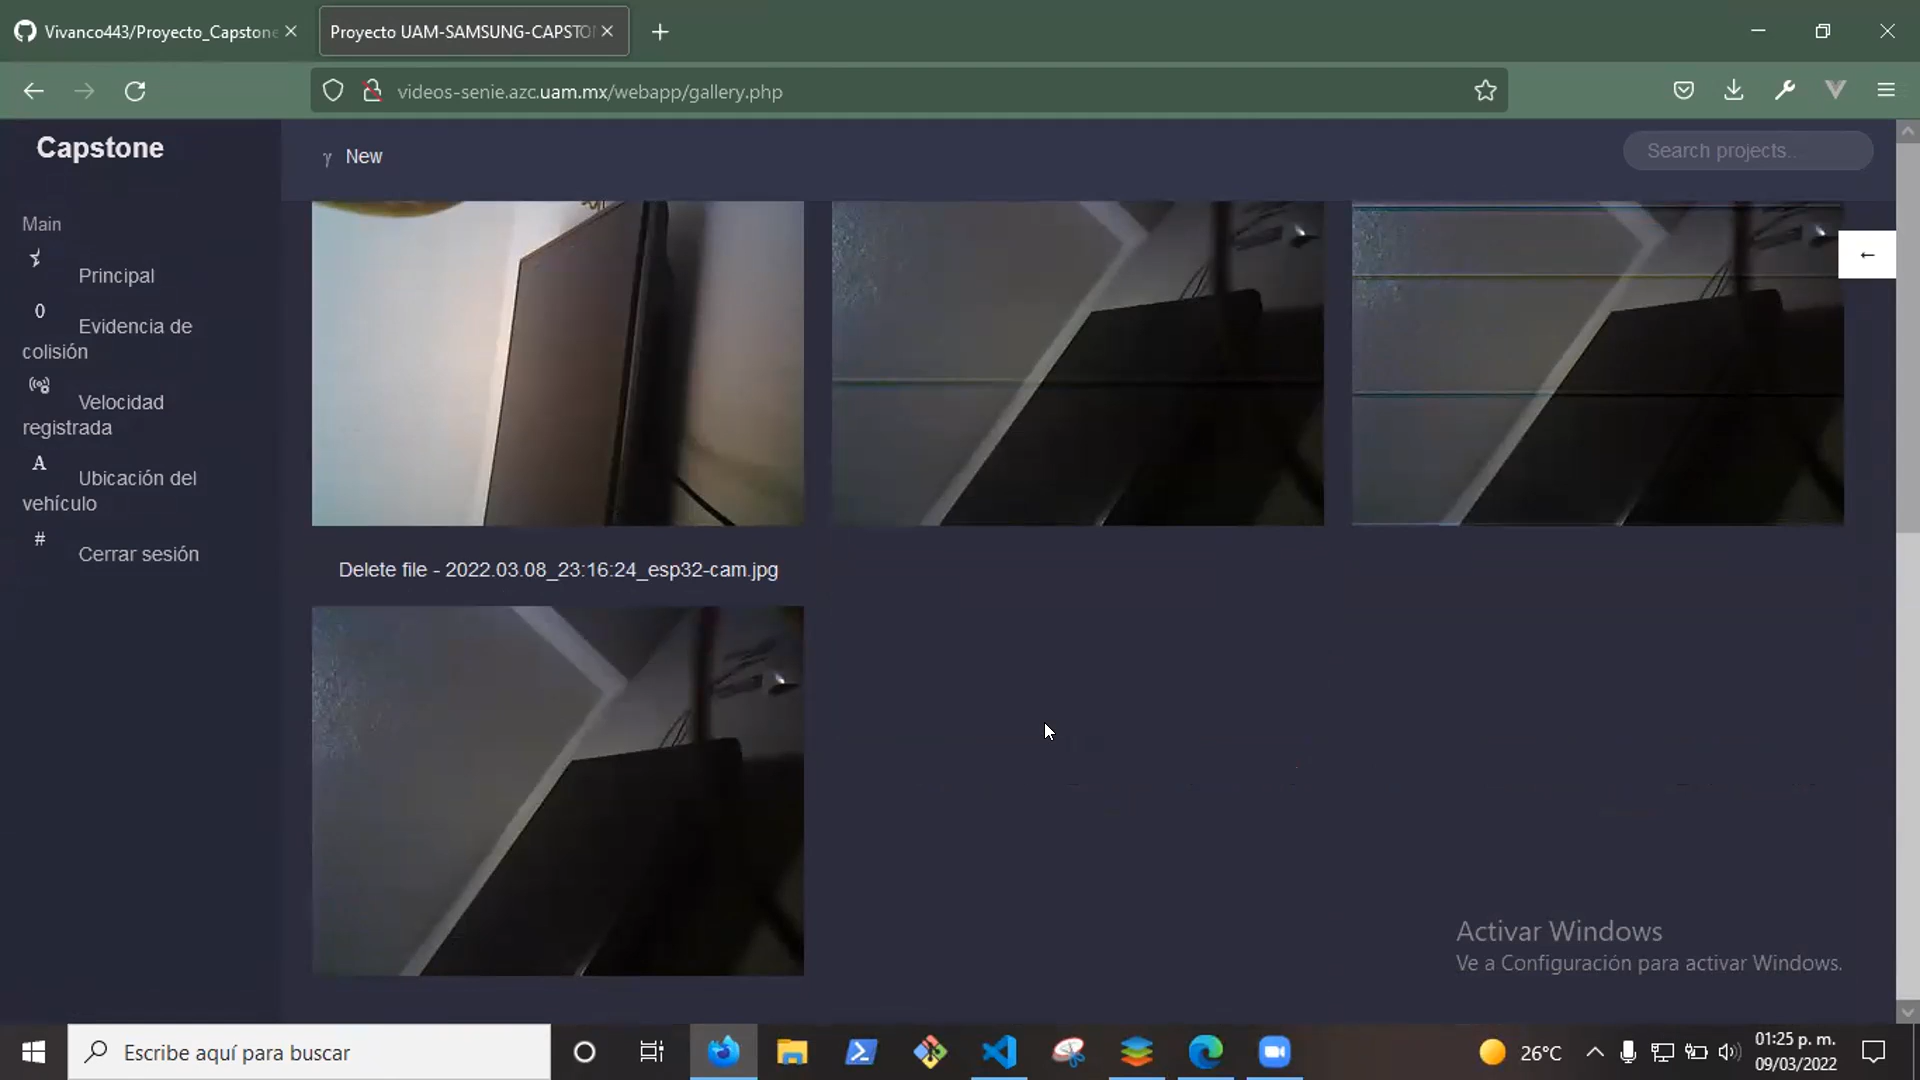 Vivanco443/Proyecto_Capstone
Proyecto UAM-SAMSUNG-CAPSTO
videos-senie.azc.uam.mx/webapp/gallery.php
Capstone
γ New
Search projects..
Main
Principal
0
Evidencia de
colisión
Velocidad
registrada
A
Ubicación del
vehículo
#
Cerrar sesión
←
Delete file - 2022.03.08_23:16:24_esp32-cam.jpg
Activar Windows
Ve a Configuración para activar Windows.
Escribe aquí para buscar
26°C
01:25 p. m.
09/03/2022